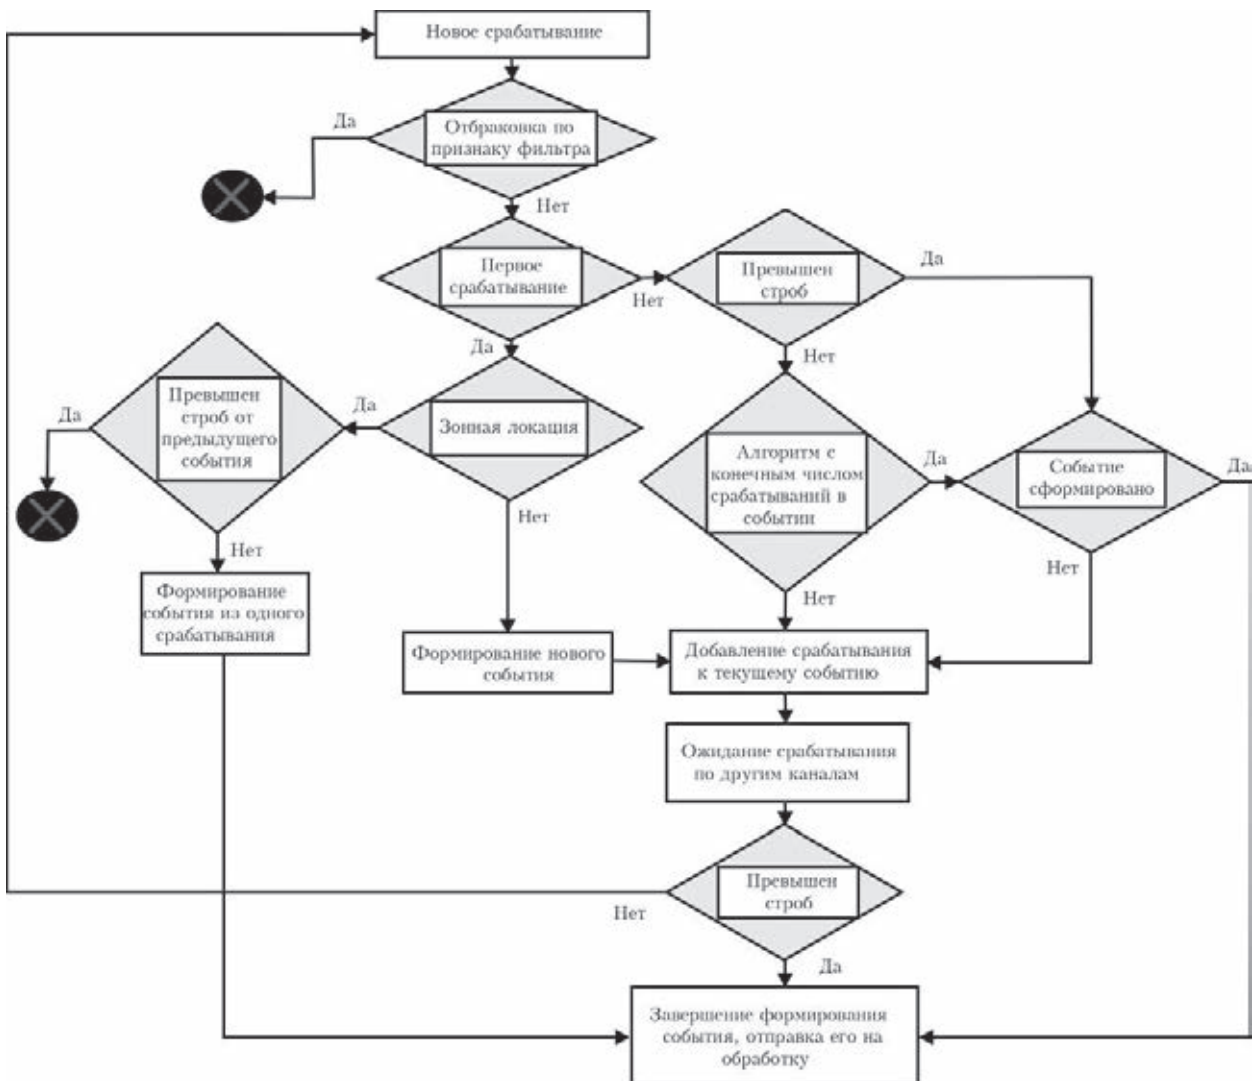 Новое срабатывание
Да
Отбраковка по
признаку фильтра
Нет
Первое
срабатывание
Нет
Превышен
строб
Да
Да
Нет
Превышен
строб от
предыдущего
события
Да
Да
Зонная локация
Алгоритм с
конечным числом
срабатываний в
событии
Да
Событие
сформировано
Да
Нет
Нет
Нет
Нет
Формирование
события из одного
срабатывания
Формирование нового
события
Добавление срабатывания
к текущему событию
Ожидание срабатывания
по другим каналам
Превышен
строб
Нет
Да
Завершение формирования
события, отправка его на
обработку